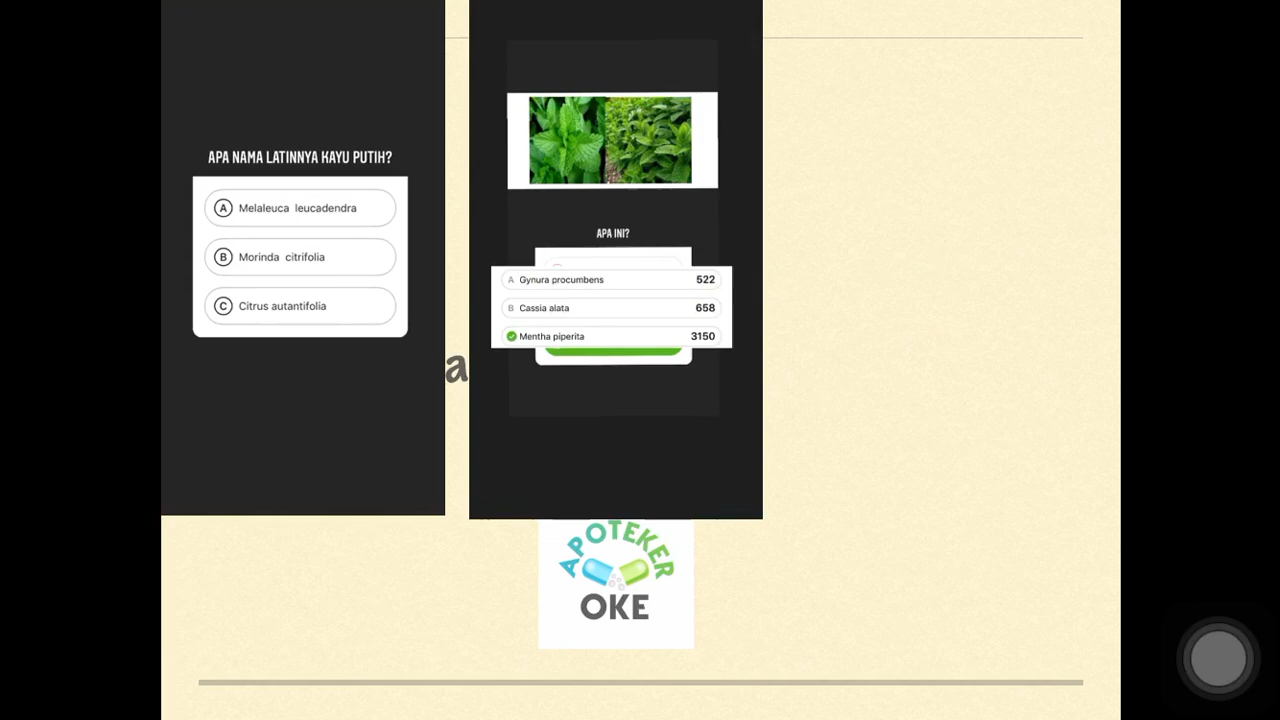 APA NAMA LATINNYA KAYU PUTIH?
A Melaleuca leucadendra
B Morinda citrifolia
C Citrus autantifolia
APA INI?
A Gynura procumbens 522
B Cassia alata 658
Mentha piperita 3150
a
APOTEKER
OKE